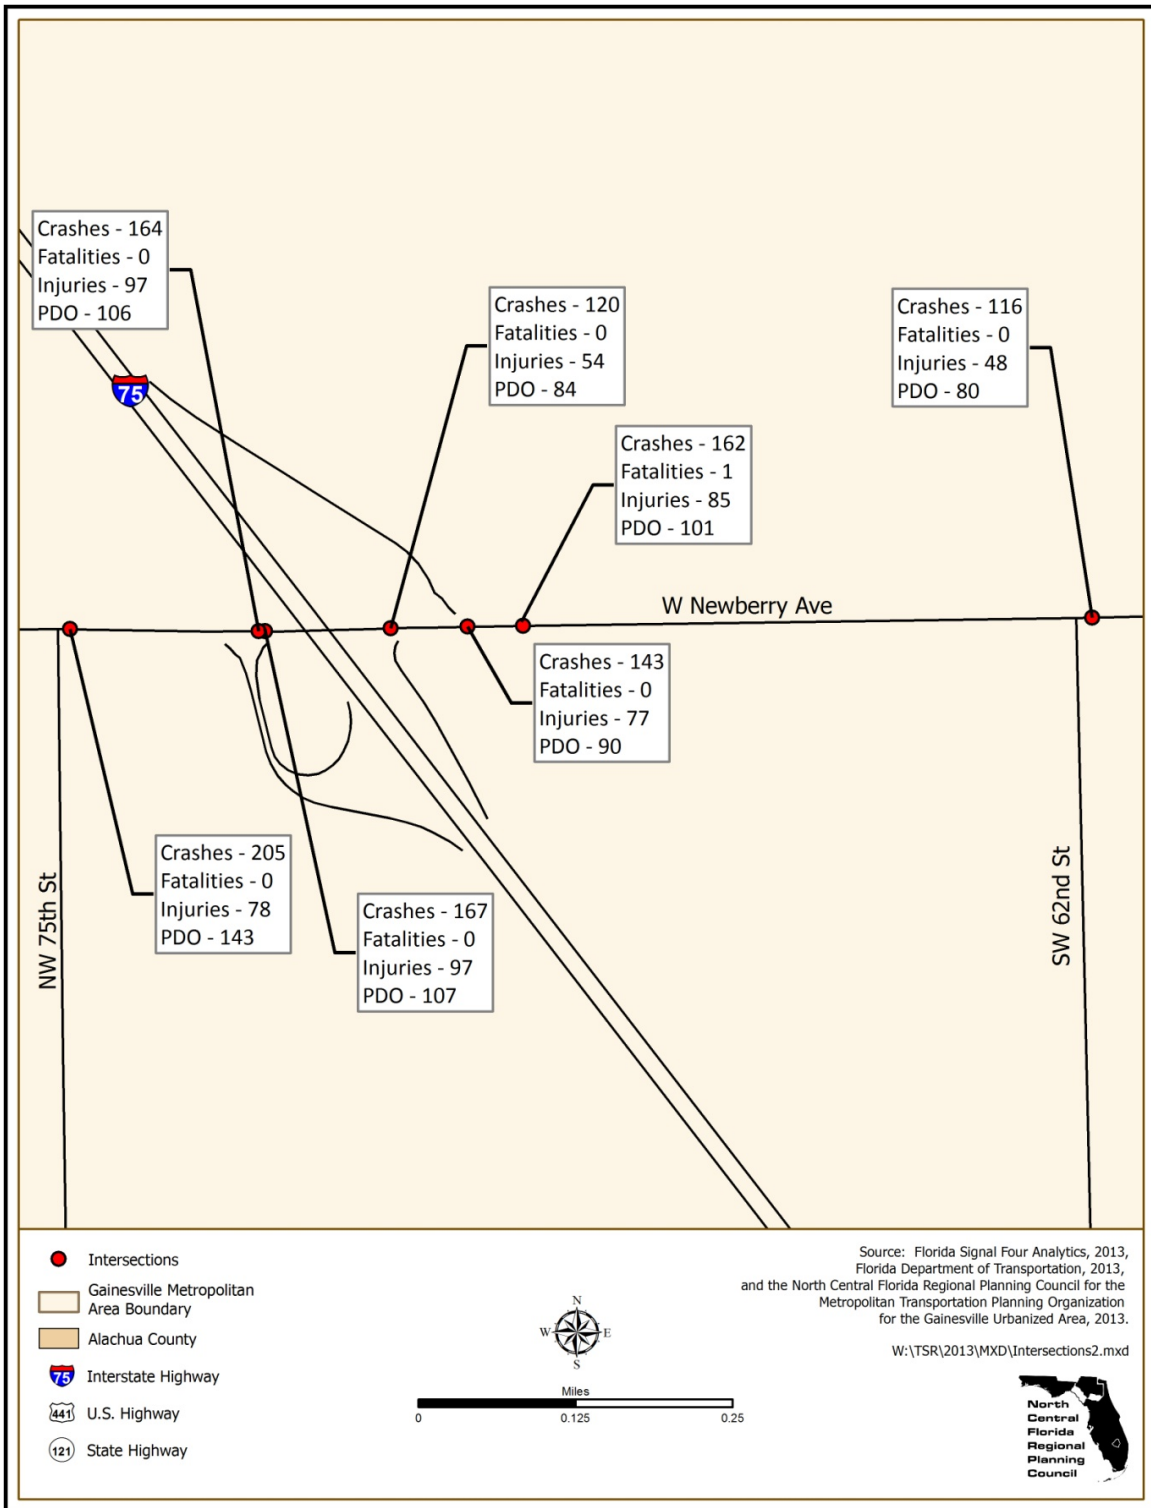 Crashes - 164
Fatalities - 0
Injuries - 97
PDO - 106
75
Crashes - 120
Fatalities - 0
Injuries - 54
PDO - 84
Crashes - 116
Fatalities - 0
Injuries - 48
PDO - 80
Crashes - 162
Fatalities - 1
Injuries - 85
PDO - 101
W Newberry Ave
Crashes - 143
Fatalities - 0
Injuries - 77
PDO - 90
Crashes - 205
Fatalities - 0
Injuries - 78
PDO - 143
Crashes - 167
Fatalities - 0
Injuries - 97
PDO - 107
NW 75th St
SW 62nd St
Intersections
Gainesville Metropolitan
Area Boundary
Alachua County
75 Interstate Highway
441 U.S. Highway
121 State Highway
N
W E
S
Miles
0 0.125 0.25
Source: Florida Signal Four Analytics, 2013,
Florida Department of Transportation, 2013,
and the North Central Florida Regional Planning Council for the
Metropolitan Transportation Planning Organization
for the Gainesville Urbanized Area, 2013.
W:\TSR\2013\MXD\Intersections2.mxd
North
Central
Florida
Regional
Planning
Council